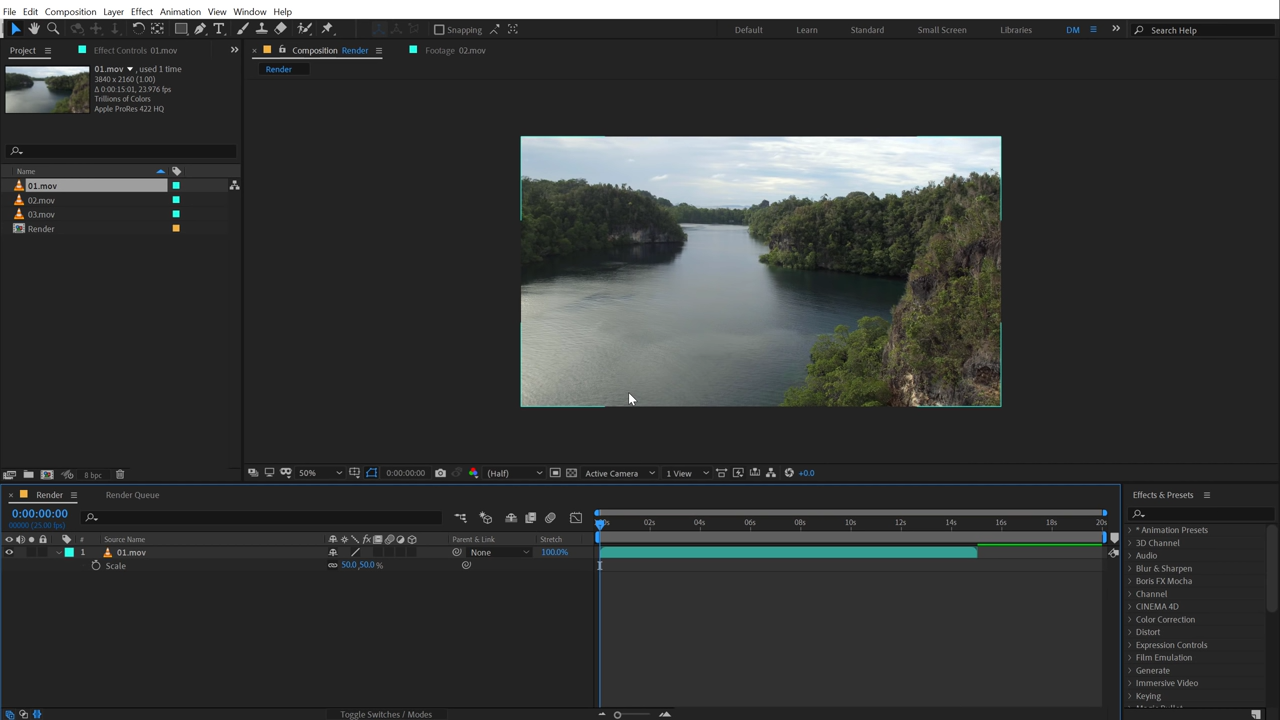 File Edit Composition Layer Effect Animation View Window Help
Snapping Default Learn Standard Small Screen Libraries DM Search Help
Project Effect Controls 01.mov
Composition Render Footage 02.mov
Render
01.mov , used 1 time
3840 x 2160 (1.00)
Δ 0:00:15:01, 23.976 fps
Trillions of Colors
Apple ProRes 422 HQ
Name
01.mov
02.mov
03.mov
Render
8 bpc
50% 0:00:00:00 (Half) Active Camera 1 View +0.0
Render Render Queue
0:00:00:00
00000 (25.00 fps)
02s 04s 06s 08s 10s 12s 14s 16s 18s 20s
# Source Name Parent & Link Stretch
1 01.mov None 100.0%
Scale 50.0,50.0 %
Toggle Switches / Modes
Effects & Presets
* Animation Presets
3D Channel
Audio
Blur & Sharpen
Boris FX Mocha
Channel
CINEMA 4D
Color Correction
Distort
Expression Controls
Film Emulation
Generate
Immersive Video
Keying